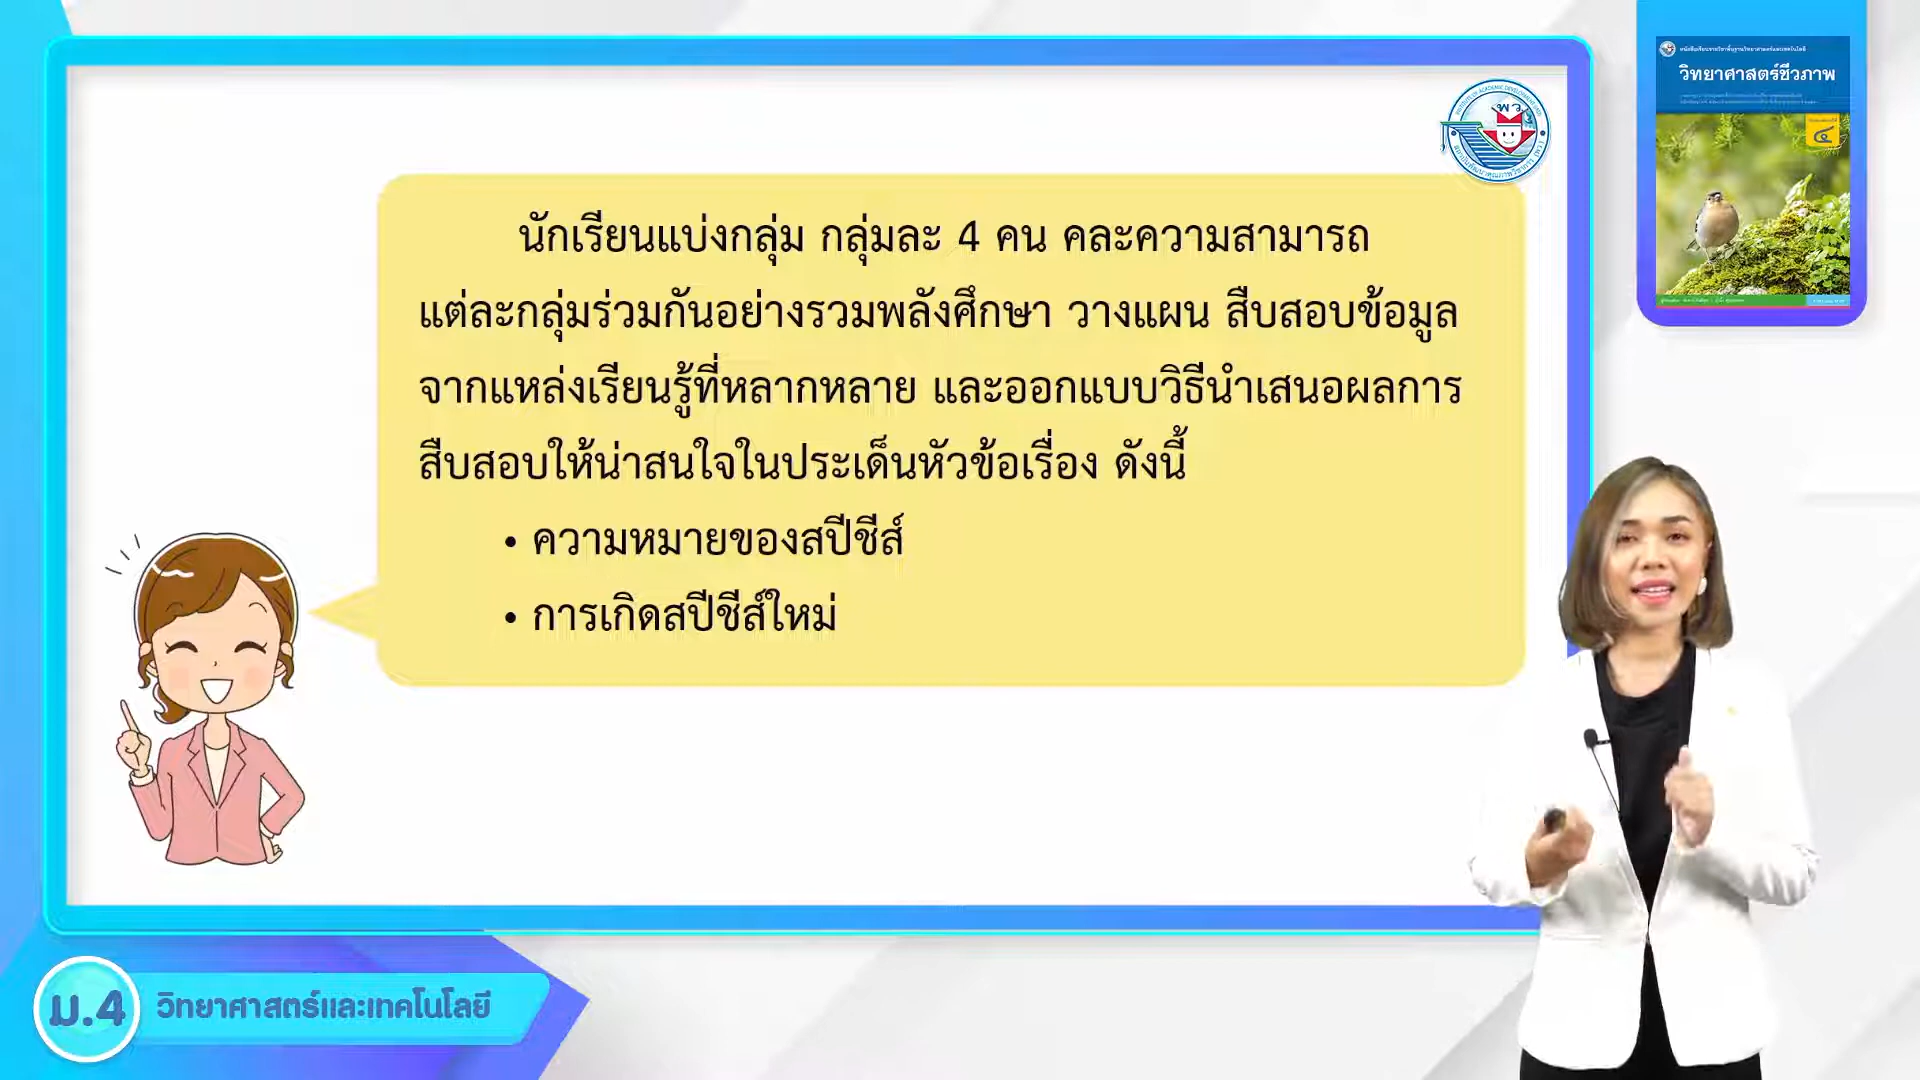 นักเรียนแบ่งกลุ่ม กลุ่มละ 4 คน คละความสามารถ
แต่ละกลุ่มร่วมกันอย่างรวมพลังศึกษา วางแผน สืบสอบข้อมูล
จากแหล่งเรียนรู้ที่หลากหลาย และออกแบบวิธีนำเสนอผลการ
สืบสอบให้น่าสนใจในประเด็นหัวข้อเรื่อง ดังนี้
• ความหมายของสปีชีส์
• การเกิดสปีชีส์ใหม่
พว
วิทยาศาสตร์ชีวภาพ
๔
ม.4 วิทยาศาสตร์และเทคโนโลยี